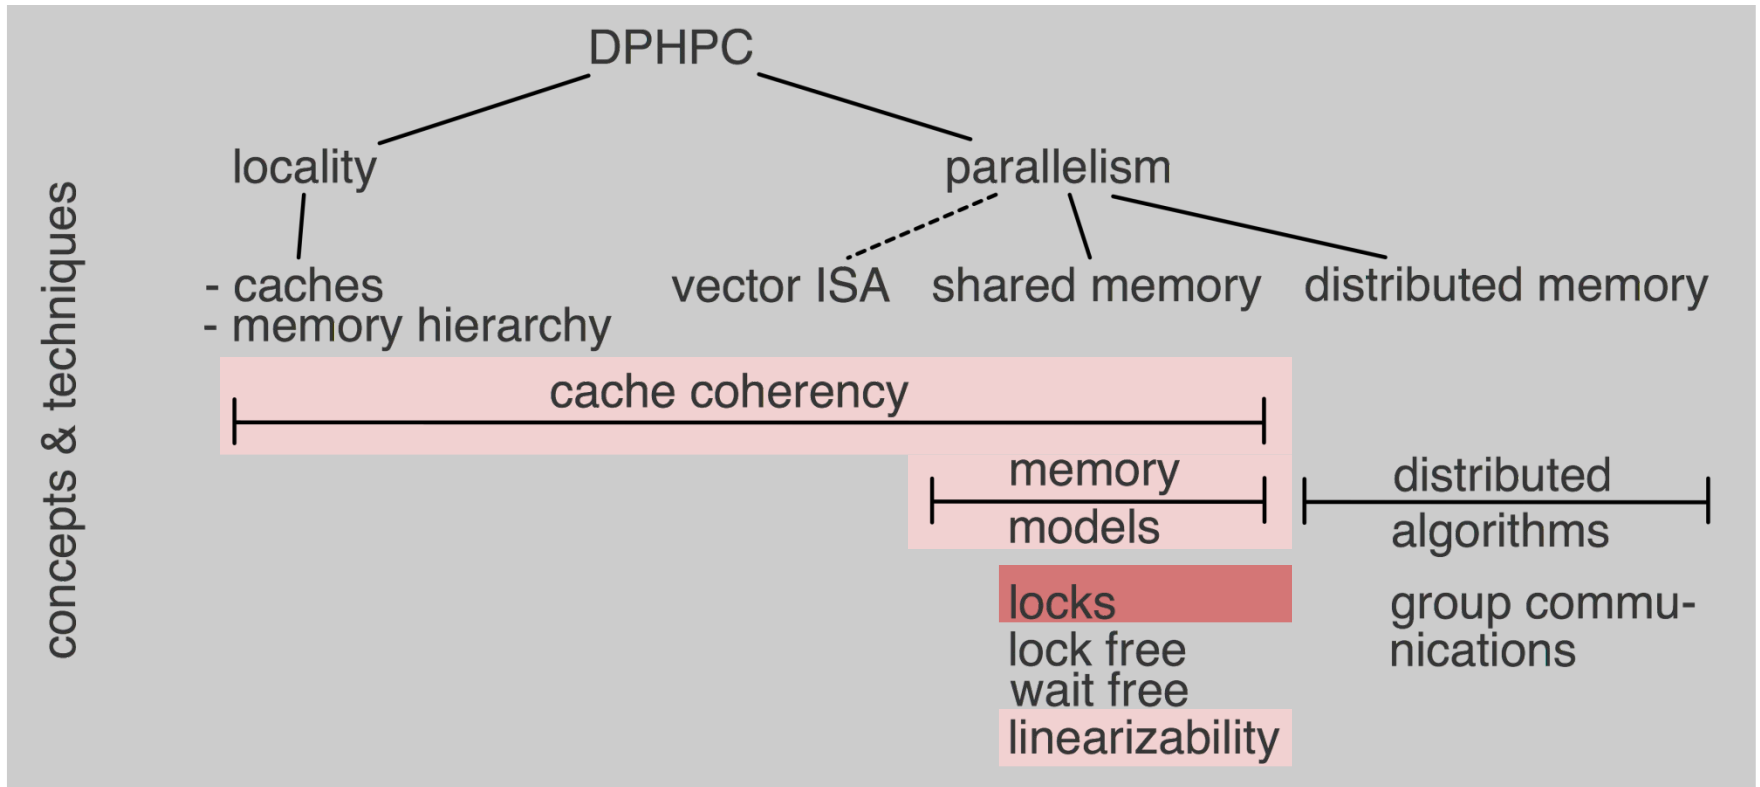 DPHPC
locality
parallelism
- caches
- memory hierarchy
vector ISA
shared memory
distributed memory
concepts & techniques
cache coherency
memory
models
distributed
algorithms
locks
lock free
wait free
linearizability
group commu-
nications